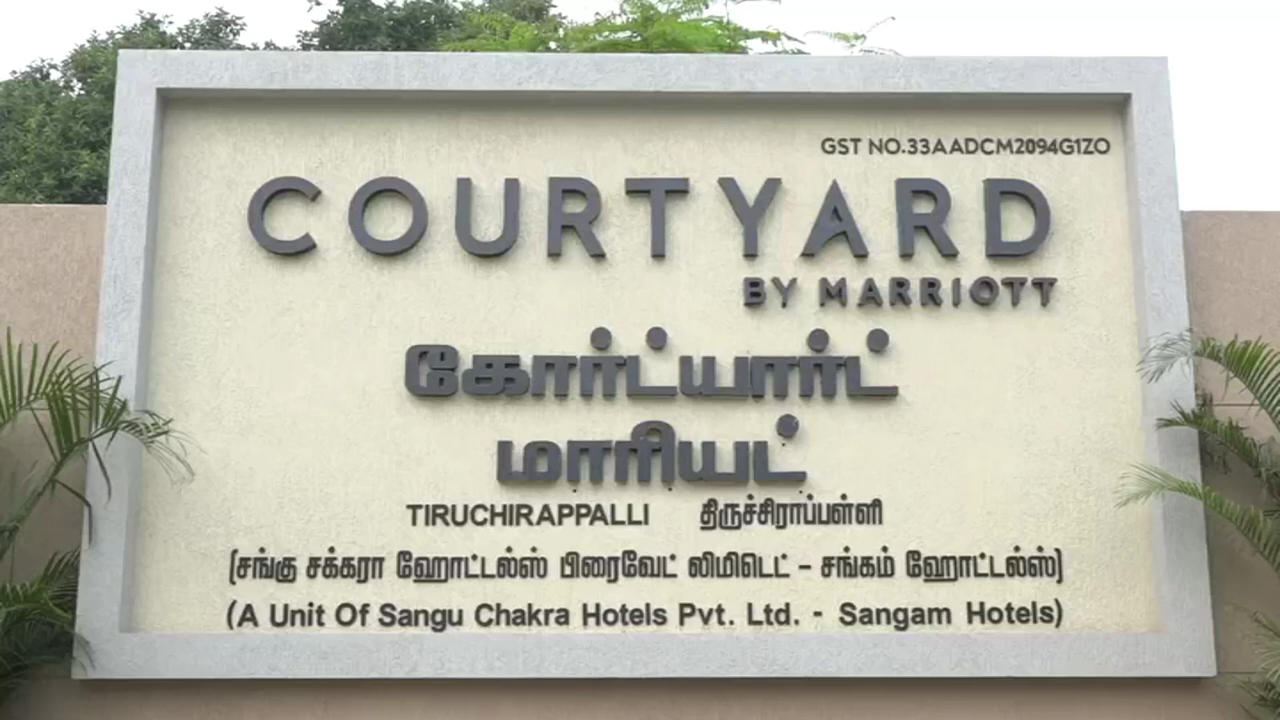 GST NO.33AADCM2094G1ZO
COURTYARD
BY MARRIOTT
கோர்ட்யார்ட்
மாரியட்
TIRUCHIRAPPALLI திருச்சிராப்பள்ளி
(சங்கு சக்கரா ஹோட்டல்ஸ் பிரைவேட் லிமிடெட் - சங்கம் ஹோட்டல்ஸ்)
(A Unit Of Sangu Chakra Hotels Pvt. Ltd. - Sangam Hotels)